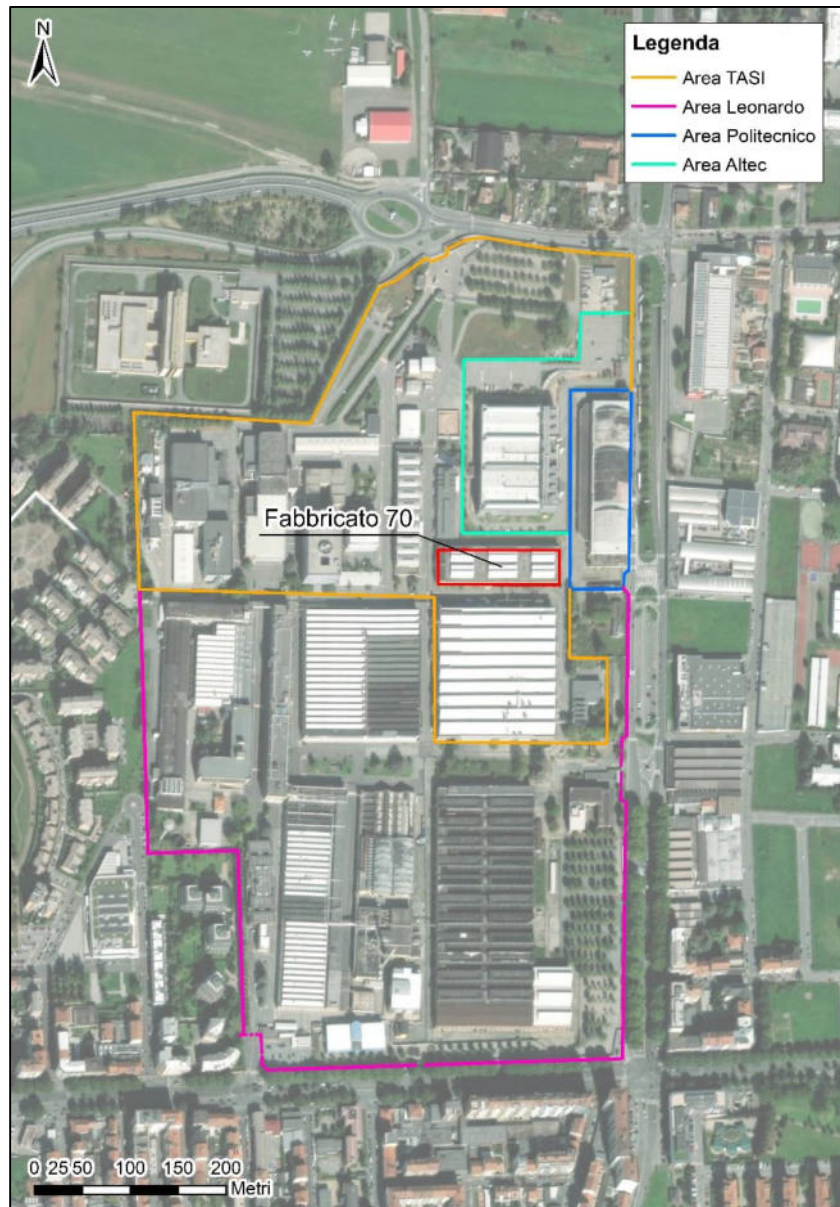 N
Legenda
Area TASI
Area Leonardo
Area Politecnico
Area Altec
Fabbricato 70
0 25 50 100 150 200
Metri